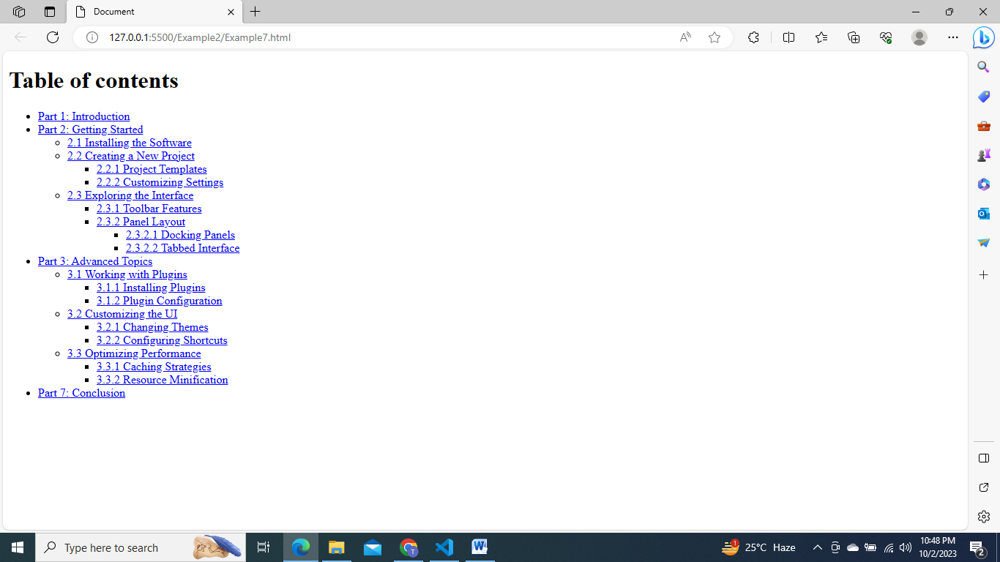 Document
127.0.0.1:5500/Example2/Example7.html
Table of contents
Part 1: Introduction
Part 2: Getting Started
2.1 Installing the Software
2.2 Creating a New Project
2.2.1 Project Templates
2.2.2 Customizing Settings
2.3 Exploring the Interface
2.3.1 Toolbar Features
2.3.2 Panel Layout
2.3.2.1 Docking Panels
2.3.2.2 Tabbed Interface
Part 3: Advanced Topics
3.1 Working with Plugins
3.1.1 Installing Plugins
3.1.2 Plugin Configuration
3.2 Customizing the UI
3.2.1 Changing Themes
3.2.2 Configuring Shortcuts
3.3 Optimizing Performance
3.3.1 Caching Strategies
3.3.2 Resource Minification
Part 7: Conclusion
Type here to search
T
W
1
25°C Haze
10:48 PM
10/2/2023
2